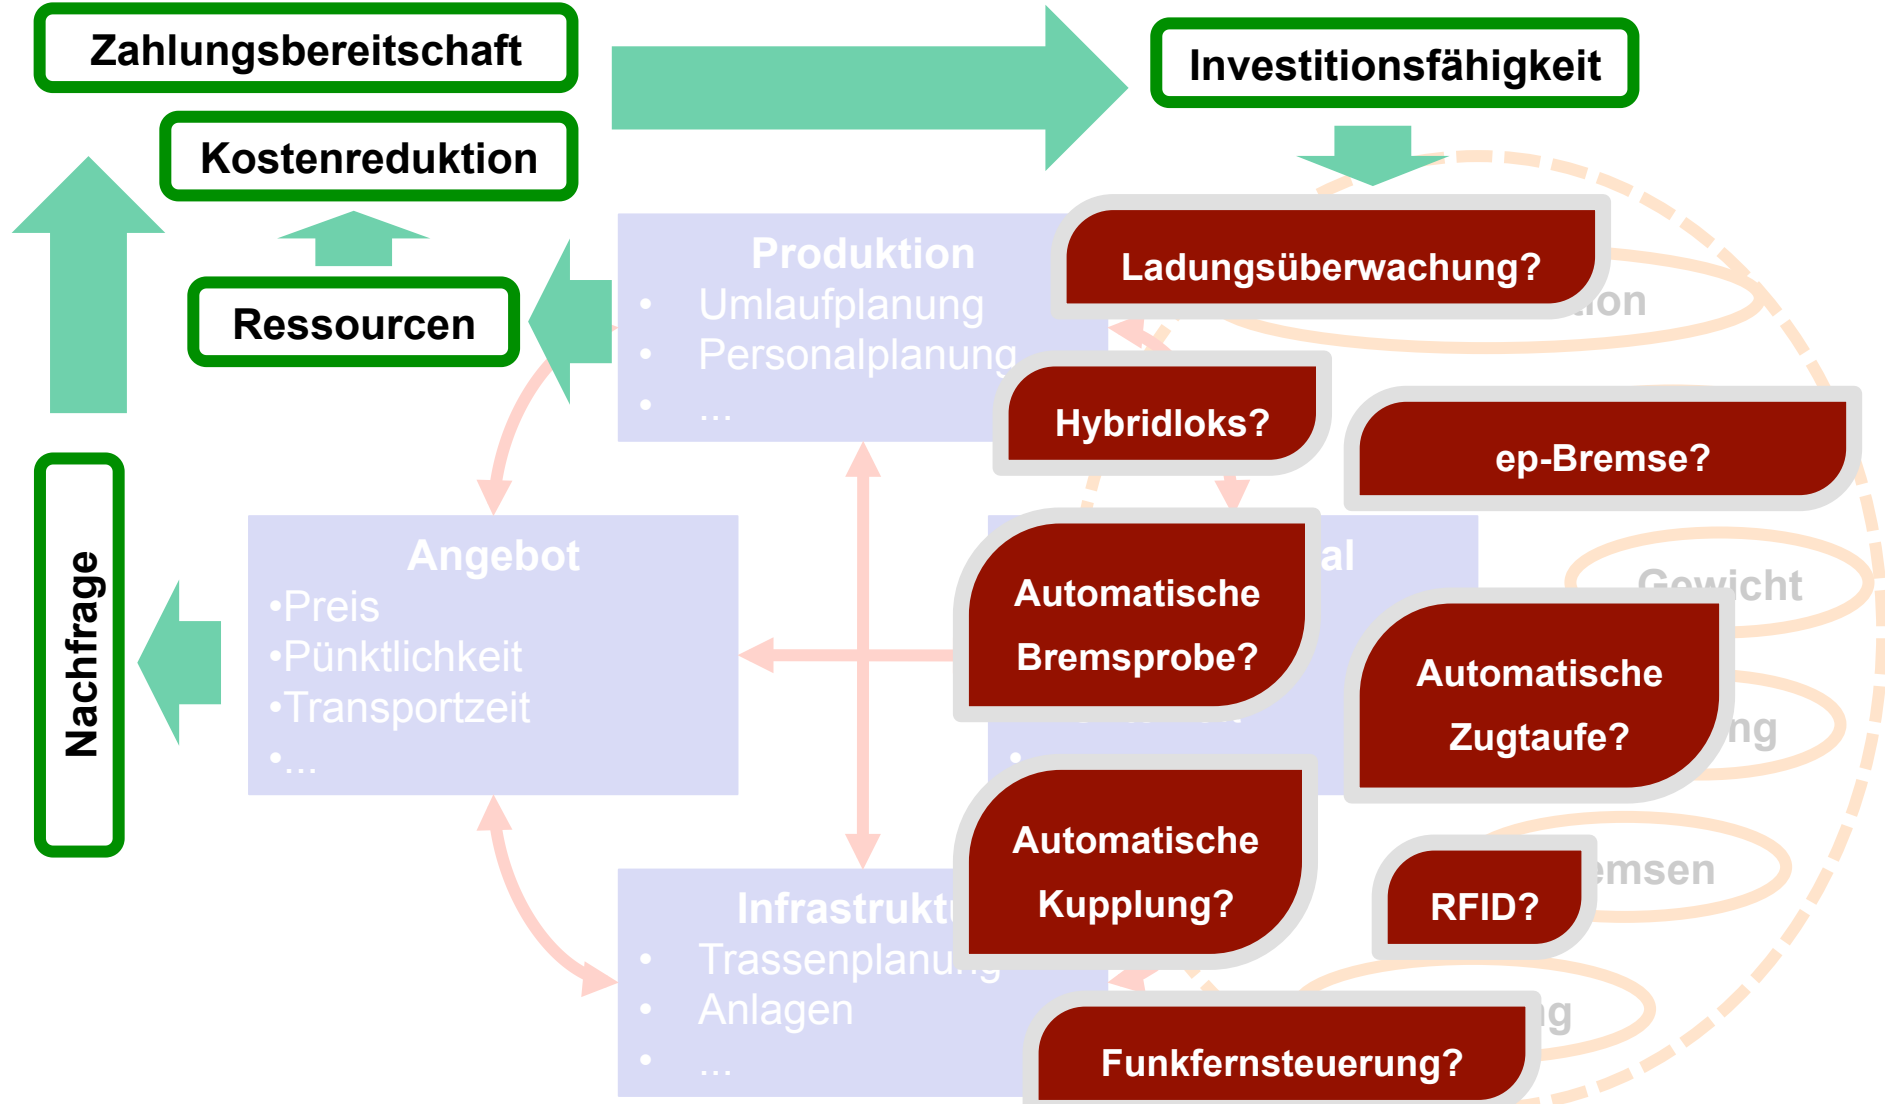 Zahlungsbereitschaft
Investitionsfähigkeit
Kostenreduktion
Ressourcen
Nachfrage
Produktion
• Umlaufplanung
• Personalplanung
• ...
Ladungsüberwachung?
Hybridloks?
ep-Bremse?
Angebot
•Preis
•Pünktlichkeit
•Transportzeit
•...
Automatische
Bremsprobe?
Gewicht
Automatische
Zugtaufe?
Automatische
Kupplung?
RFID?
• Trassenplanung
• Anlagen
• ...
Funkfernsteuerung?